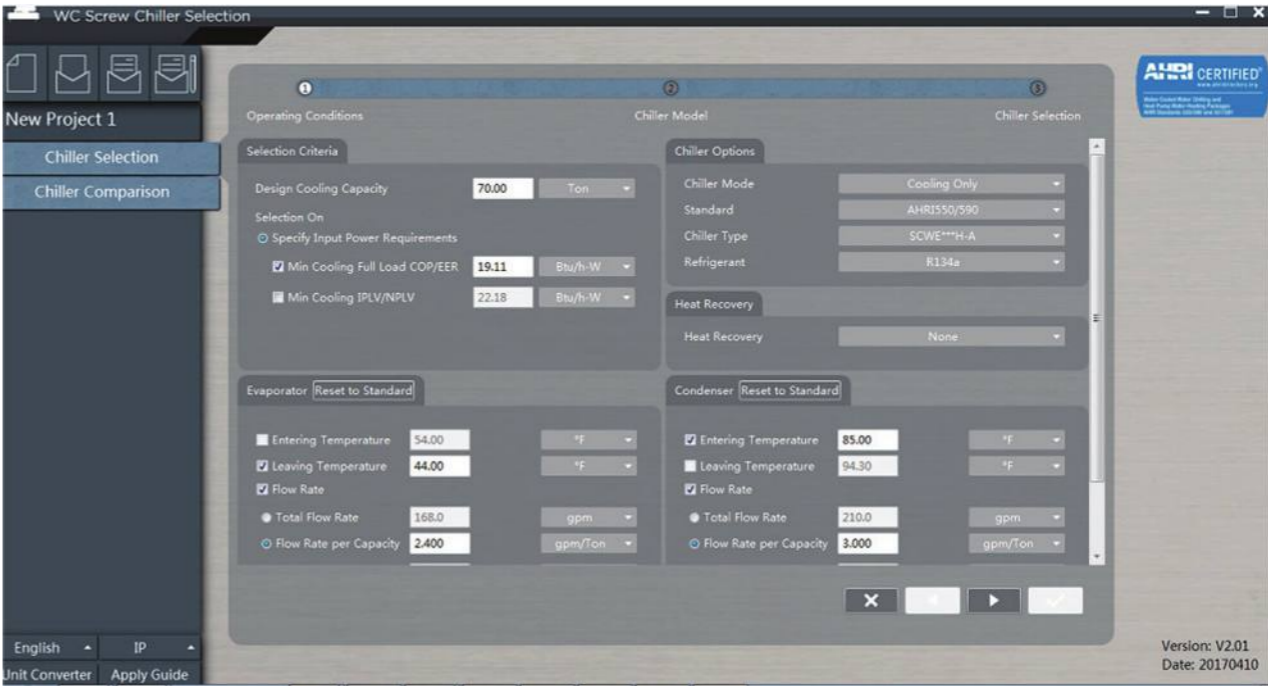 WC Screw Chiller Selection
AHRI CERTIFIED®
www.ahridirectory.org
New Project 1
Chiller Selection
Chiller Comparison
1 2 3
Operating Conditions Chiller Model Chiller Selection
Selection Criteria
Design Cooling Capacity 70.00 Ton
Selection On
Specify Input Power Requirements
Min Cooling Full Load COP/EER 19.11 Btu/h-W
Min Cooling IPLV/NPLV 22.18 Btu/h-W
Chiller Options
Chiller Mode Cooling Only
Standard AHRI550/590
Chiller Type SCWE***H-A
Refrigerant R134a
Heat Recovery
Heat Recovery None
Evaporator Reset to Standard
Entering Temperature 54.00 °F
Leaving Temperature 44.00 °F
Flow Rate
Total Flow Rate 168.0 gpm
Flow Rate per Capacity 2.400 gpm/Ton
Condenser Reset to Standard
Entering Temperature 85.00 °F
Leaving Temperature 94.30 °F
Flow Rate
Total Flow Rate 210.0 gpm
Flow Rate per Capacity 3.000 gpm/Ton
English IP
Unit Converter Apply Guide
Version: V2.01
Date: 20170410